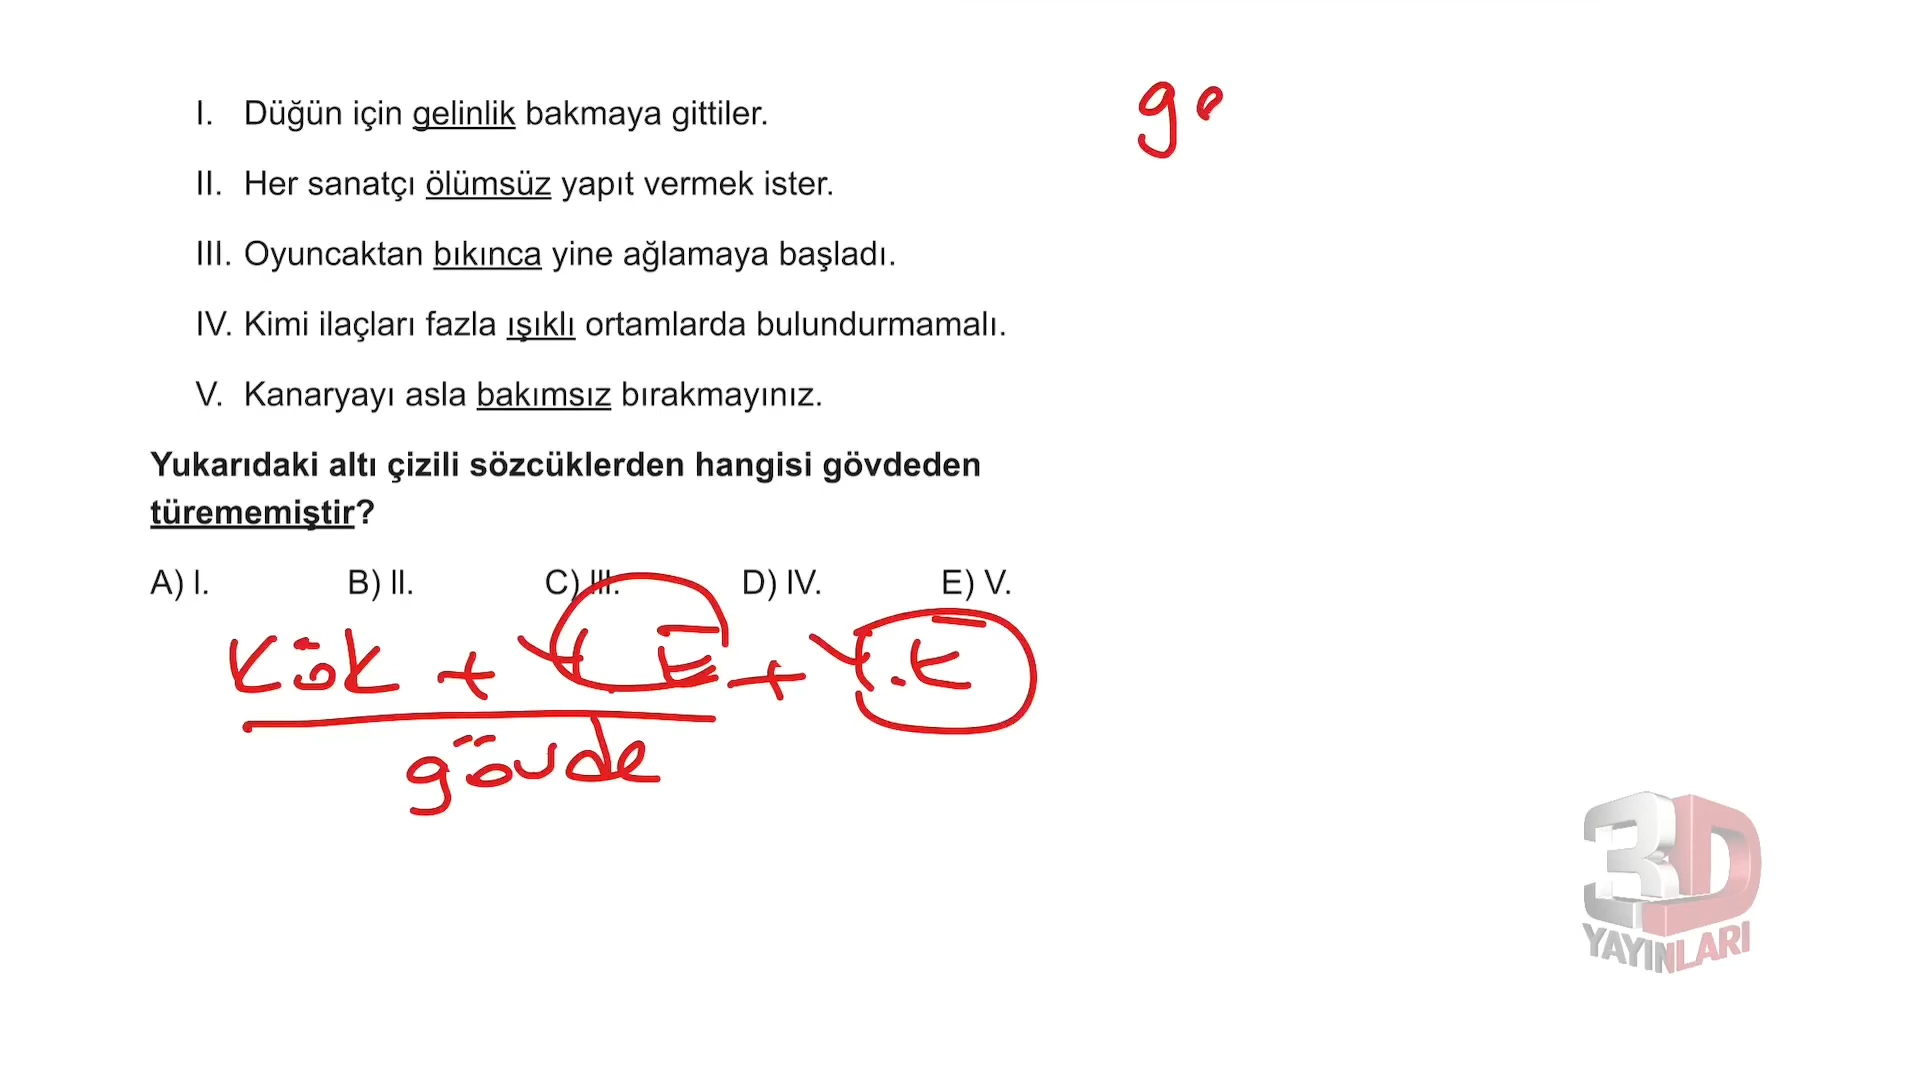 I. Düğün için gelinlik bakmaya gittiler.
II. Her sanatçı ölümsüz yapıt vermek ister.
III. Oyuncaktan bıkınca yine ağlamaya başladı.
IV. Kimi ilaçları fazla ışıklı ortamlarda bulundurmamalı.
V. Kanaryayı asla bakımsız bırakmayınız.
Yukarıdaki altı çizili sözcüklerden hangisi gövdeden
türememiştir?
A) I. B) II. C) III. D) IV. E) V.
kök + Y.E + Y.E
gövde
3D
YAYINLARI